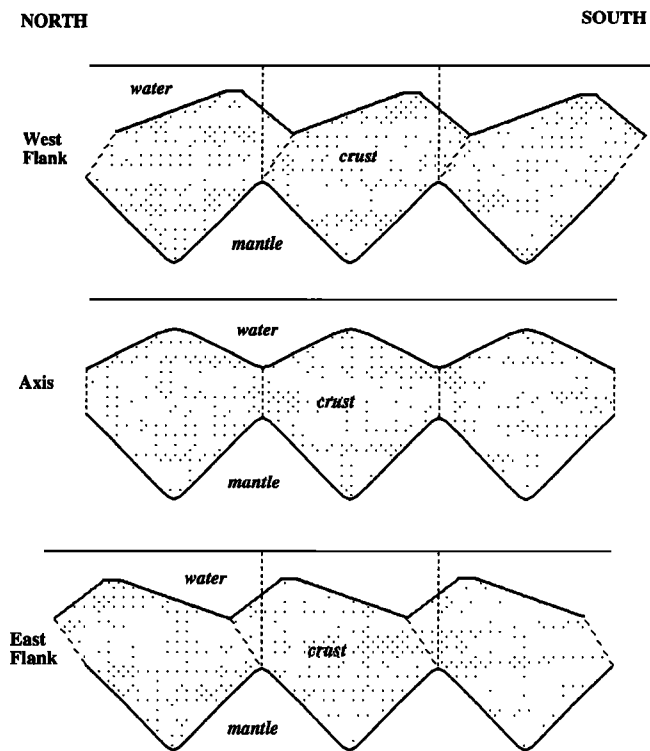 NORTH
SOUTH
water
West
Flank
crust
mantle
water
Axis
crust
mantle
water
East
Flank
crust
mantle